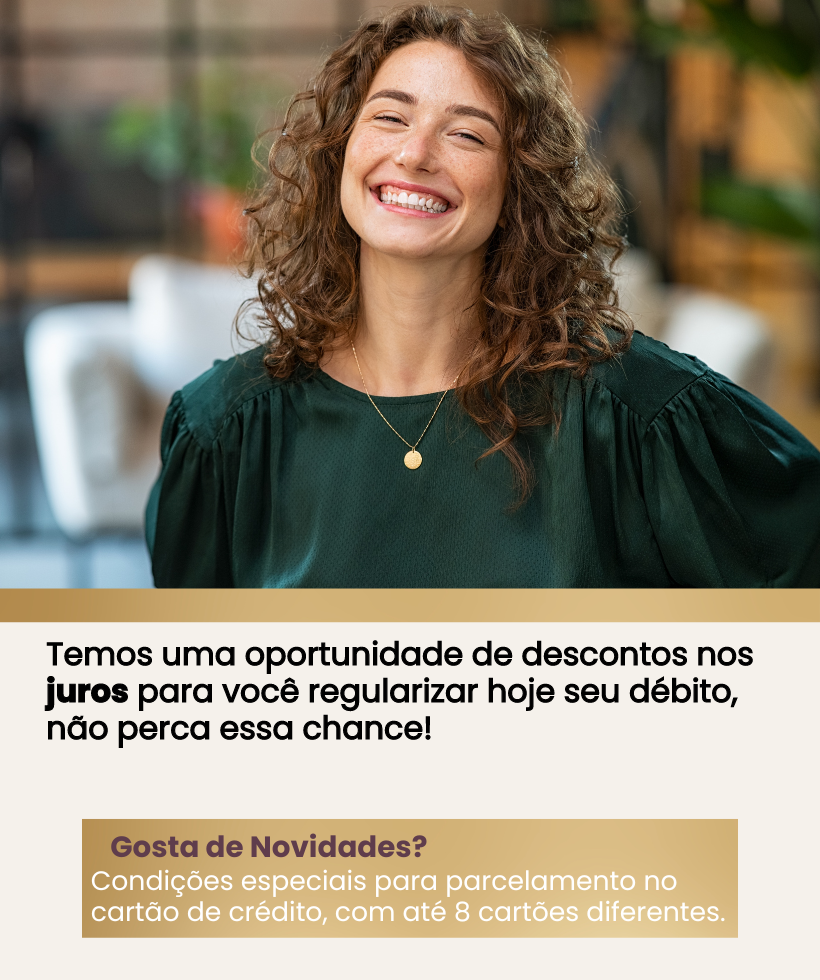 Temos uma oportunidade de descontos nos
juros para você regularizar hoje seu débito,
não perca essa chance!
Gosta de Novidades?
Condições especiais para parcelamento no
cartão de crédito, com até 8 cartões diferentes.